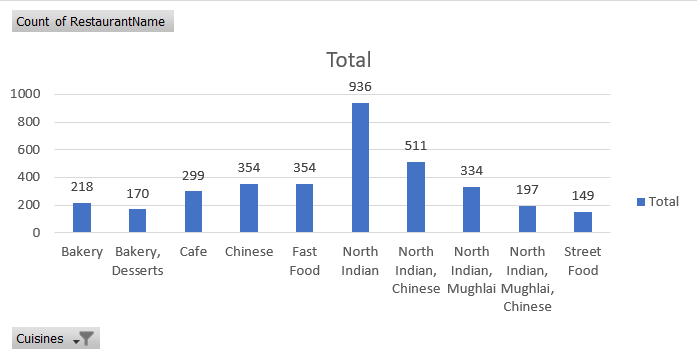 Count of RestaurantName
Total
936
1000
800
600
400
200
0
218
170
299
354
354
511
334
197
149
Total
Bakery
Bakery,
Desserts
Cafe
Chinese
Fast
Food
North
Indian
North
Indian,
Chinese
North
Indian,
Mughlai
North
Indian,
Mughlai,
Chinese
Street
Food
Cuisines